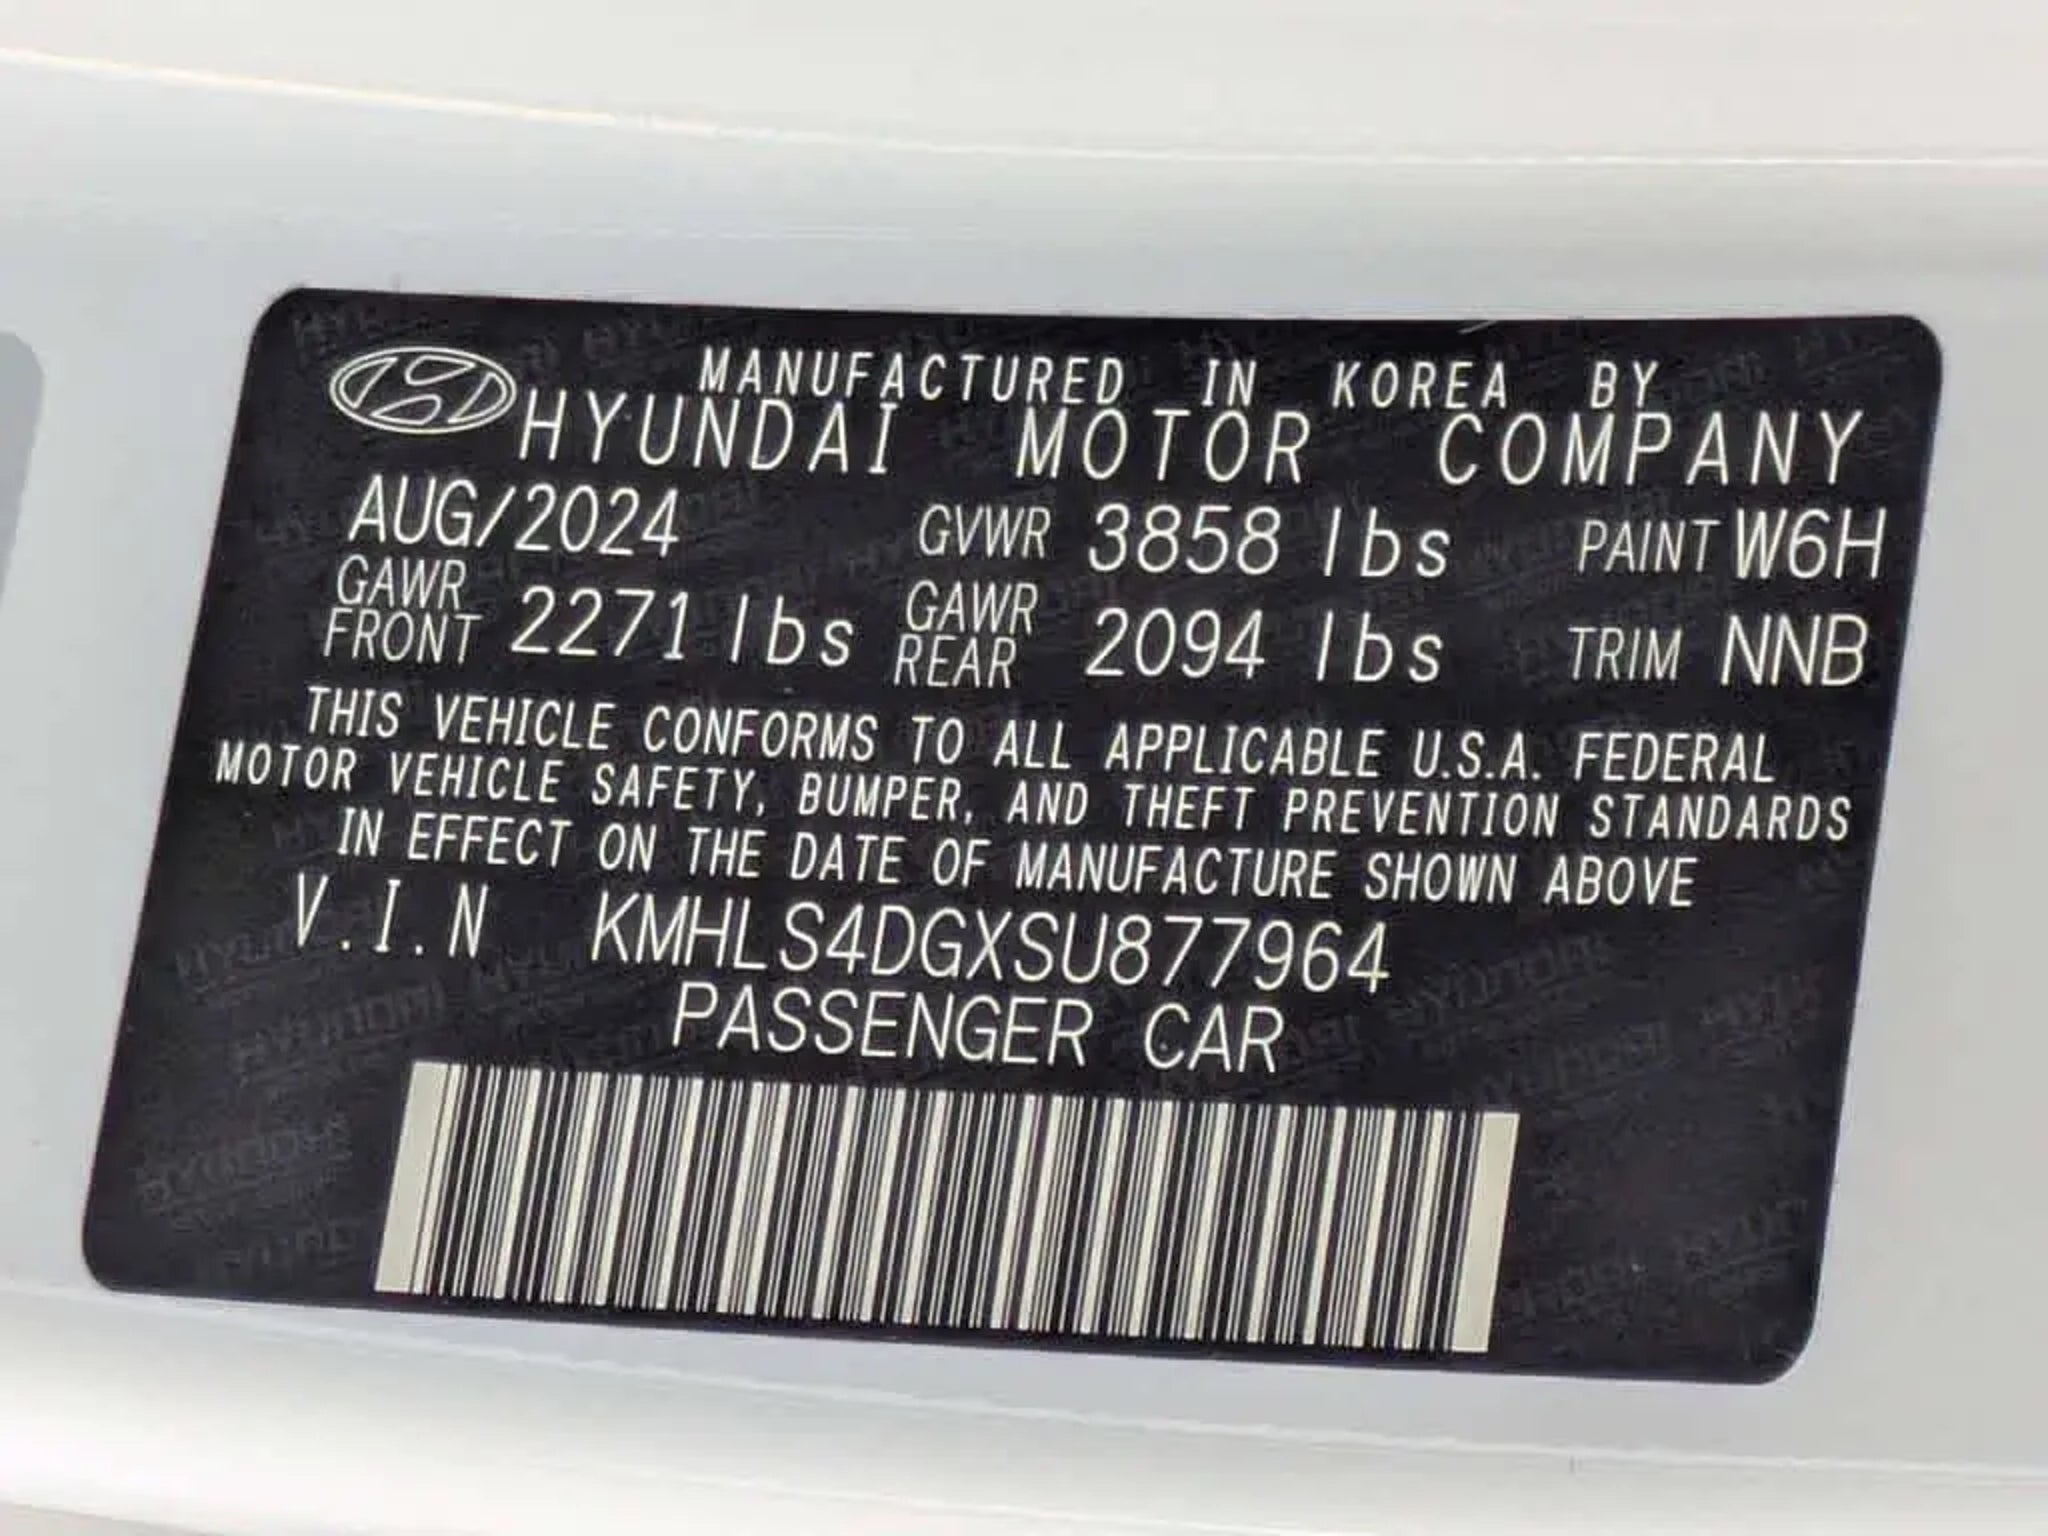 MANUFACTURED IN KOREA BY
HYUNDAI MOTOR COMPANY
AUG/2024 GVWR 3858 lbs PAINT W6H
GAWR FRONT 2271 lbs GAWR REAR 2094 lbs TRIM NNB
THIS VEHICLE CONFORMS TO ALL APPLICABLE U.S.A. FEDERAL
MOTOR VEHICLE SAFETY, BUMPER, AND THEFT PREVENTION STANDARDS
IN EFFECT ON THE DATE OF MANUFACTURE SHOWN ABOVE
V.I.N KMHLS4DGXSU877964
PASSENGER CAR